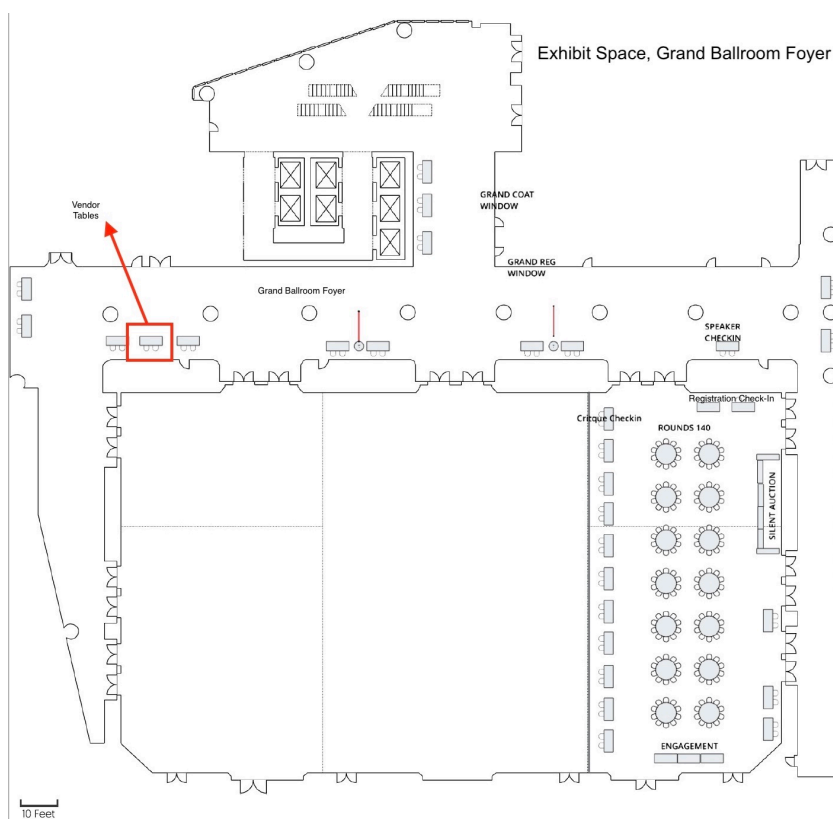 Exhibit Space, Grand Ballroom Foyer
GRAND COAT
WINDOW
Vendor
Tables
GRAND REG
WINDOW
Grand Ballroom Foyer
SPEAKER
CHECKIN
Registration Check-In
Critque Checkin
ROUNDS 140
SILENT AUCTION
ENGAGEMENT
10 Feet